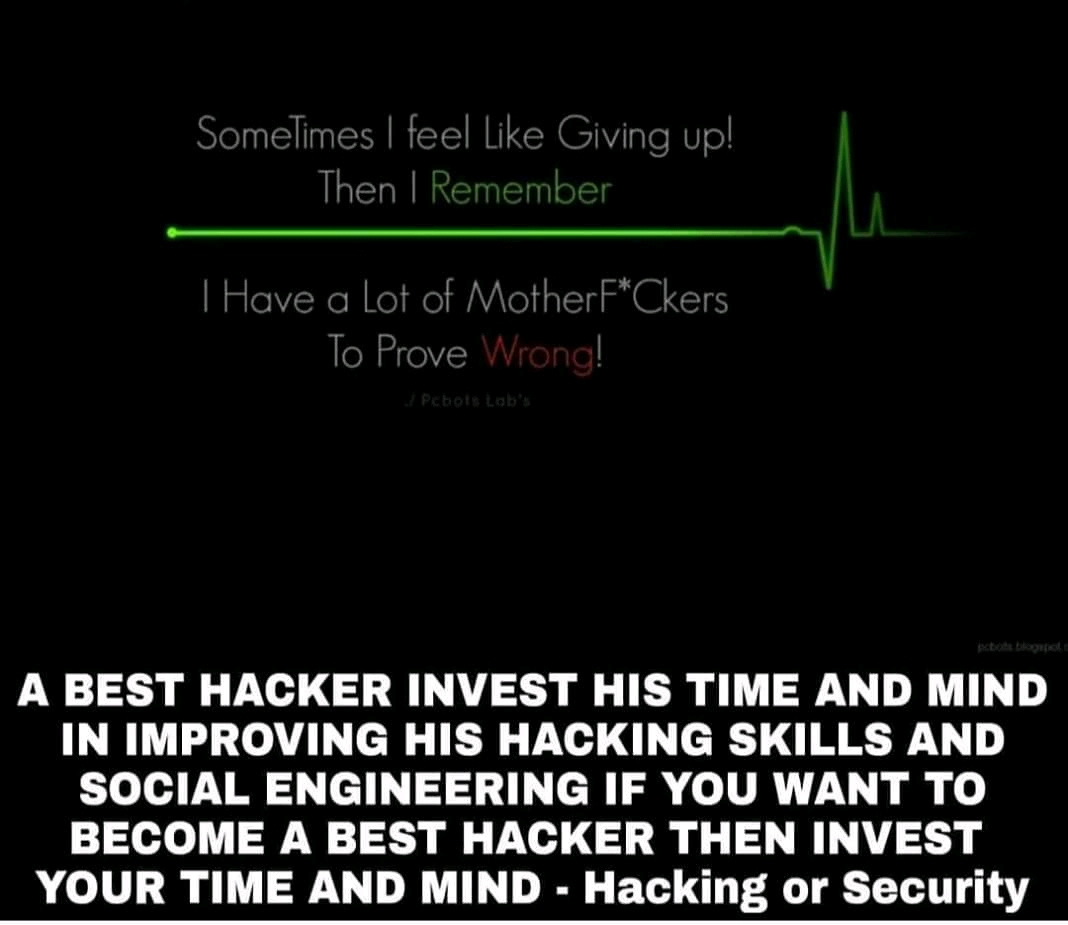 SomeTimes I feel Like Giving up!
Then I Remember
I Have a Lot of MotherF*Ckers
To Prove Wrong!
./ Pcbots Lab's
pcbots.blogspot
A BEST HACKER INVEST HIS TIME AND MIND
IN IMPROVING HIS HACKING SKILLS AND
SOCIAL ENGINEERING IF YOU WANT TO
BECOME A BEST HACKER THEN INVEST
YOUR TIME AND MIND - Hacking or Security